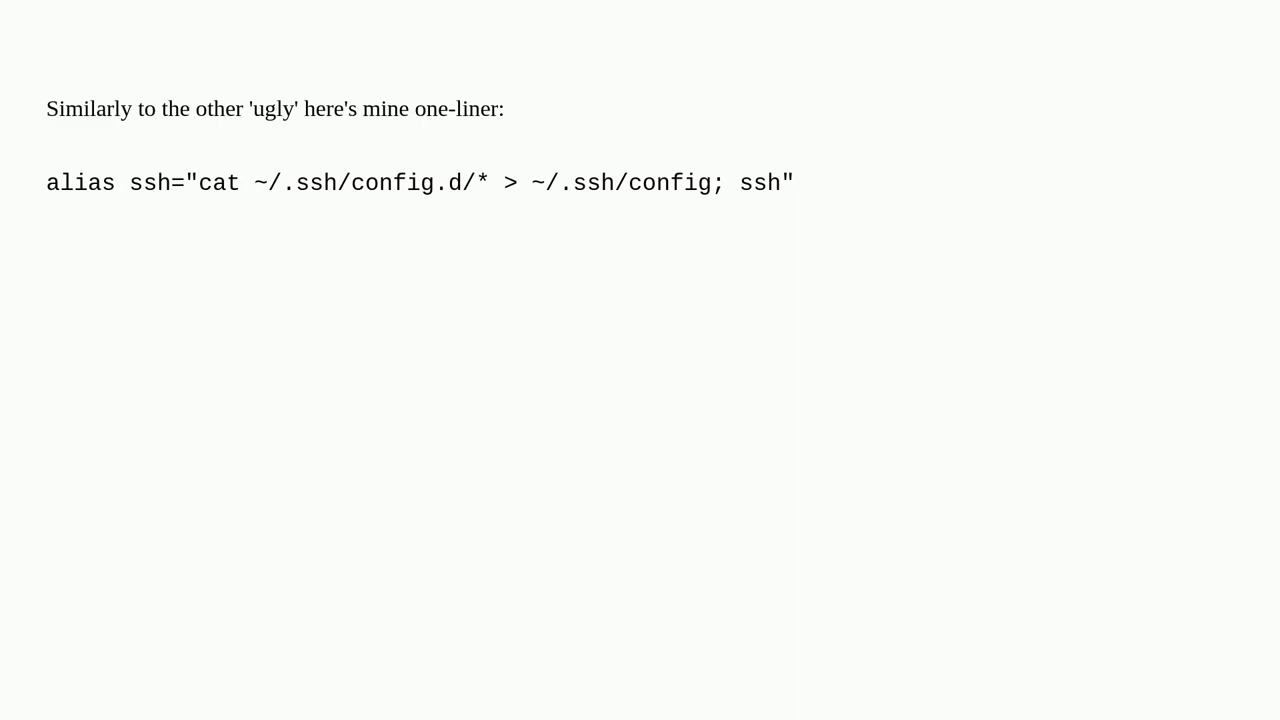 Similarly to the other 'ugly' here's mine one-liner:
alias ssh="cat ~/.ssh/config.d/* > ~/.ssh/config; ssh"